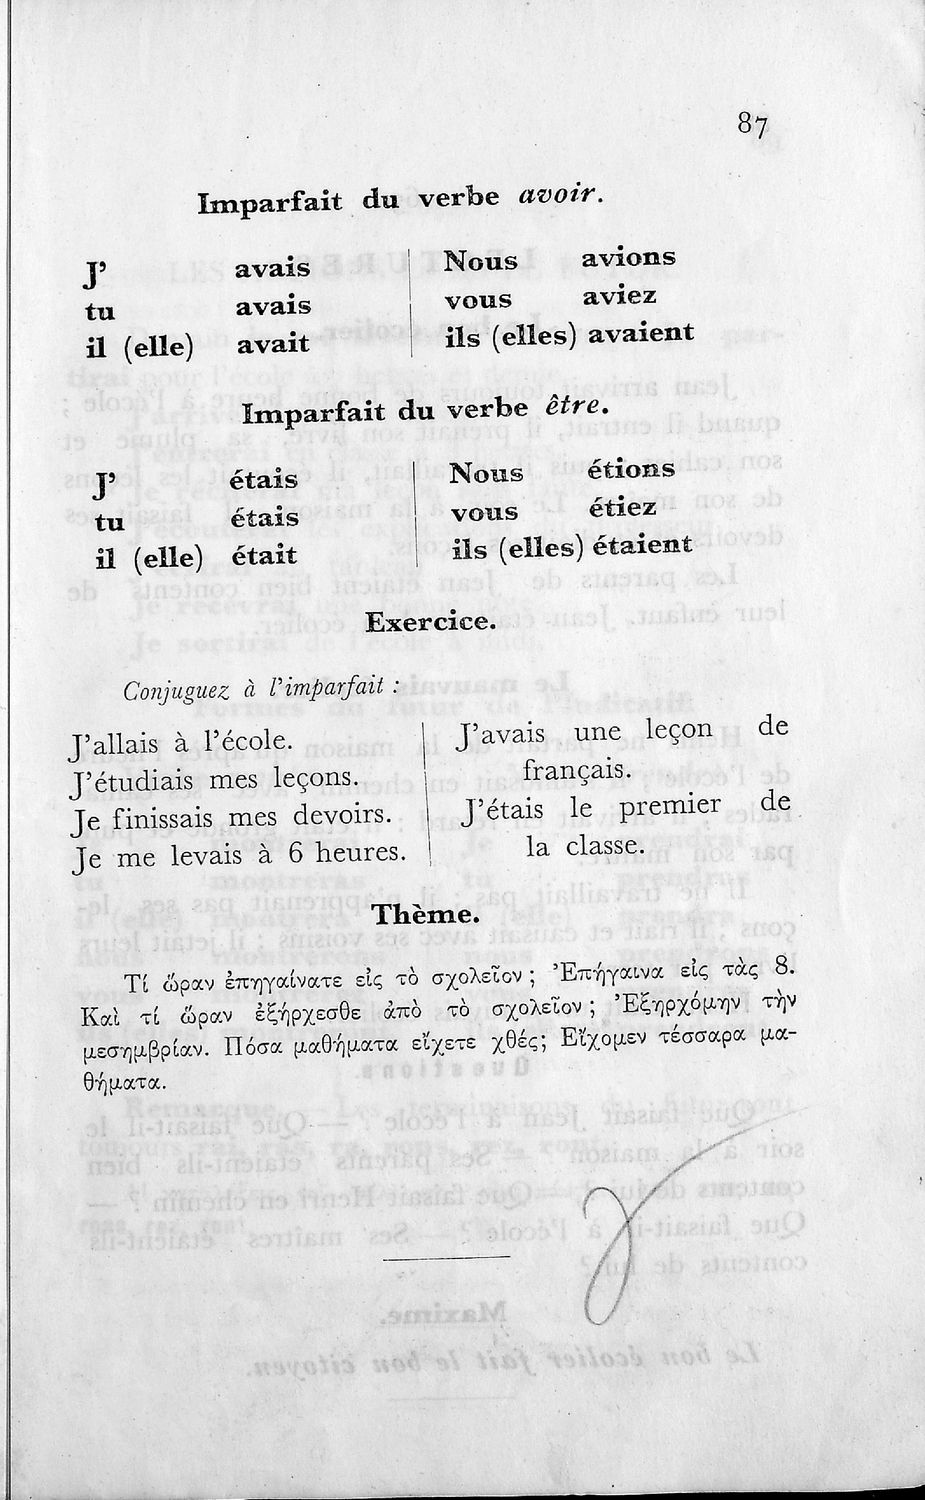 87
Imparfait du verbe avoir.
J' avais
tu avais
il (elle) avait
Nous avions
vous aviez
ils (elles) avaient
Imparfait du verbe être.
J' étais
tu étais
il (elle) était
Nous étions
vous étiez
ils (elles) étaient
Exercice.
Conjuguez à l'imparfait :
J'allais à l'école.
J'étudiais mes leçons.
Je finissais mes devoirs.
Je me levais à 6 heures.
J'avais une leçon de
français.
J'étais le premier de
la classe.
Thème.
Τί ὥραν ἐπηγαίνατε εἰς τὸ σχολεῖον ; Ἐπήγαινα εἰς τὰς 8.
Καὶ τί ὥραν ἐξήρχεσθε ἀπὸ τὸ σχολεῖον ; Ἐξηρχόμην τὴν
μεσημβρίαν. Πόσα μαθήματα εἴχετε χθές; Εἴχομεν τέσσαρα μα-
θήματα.